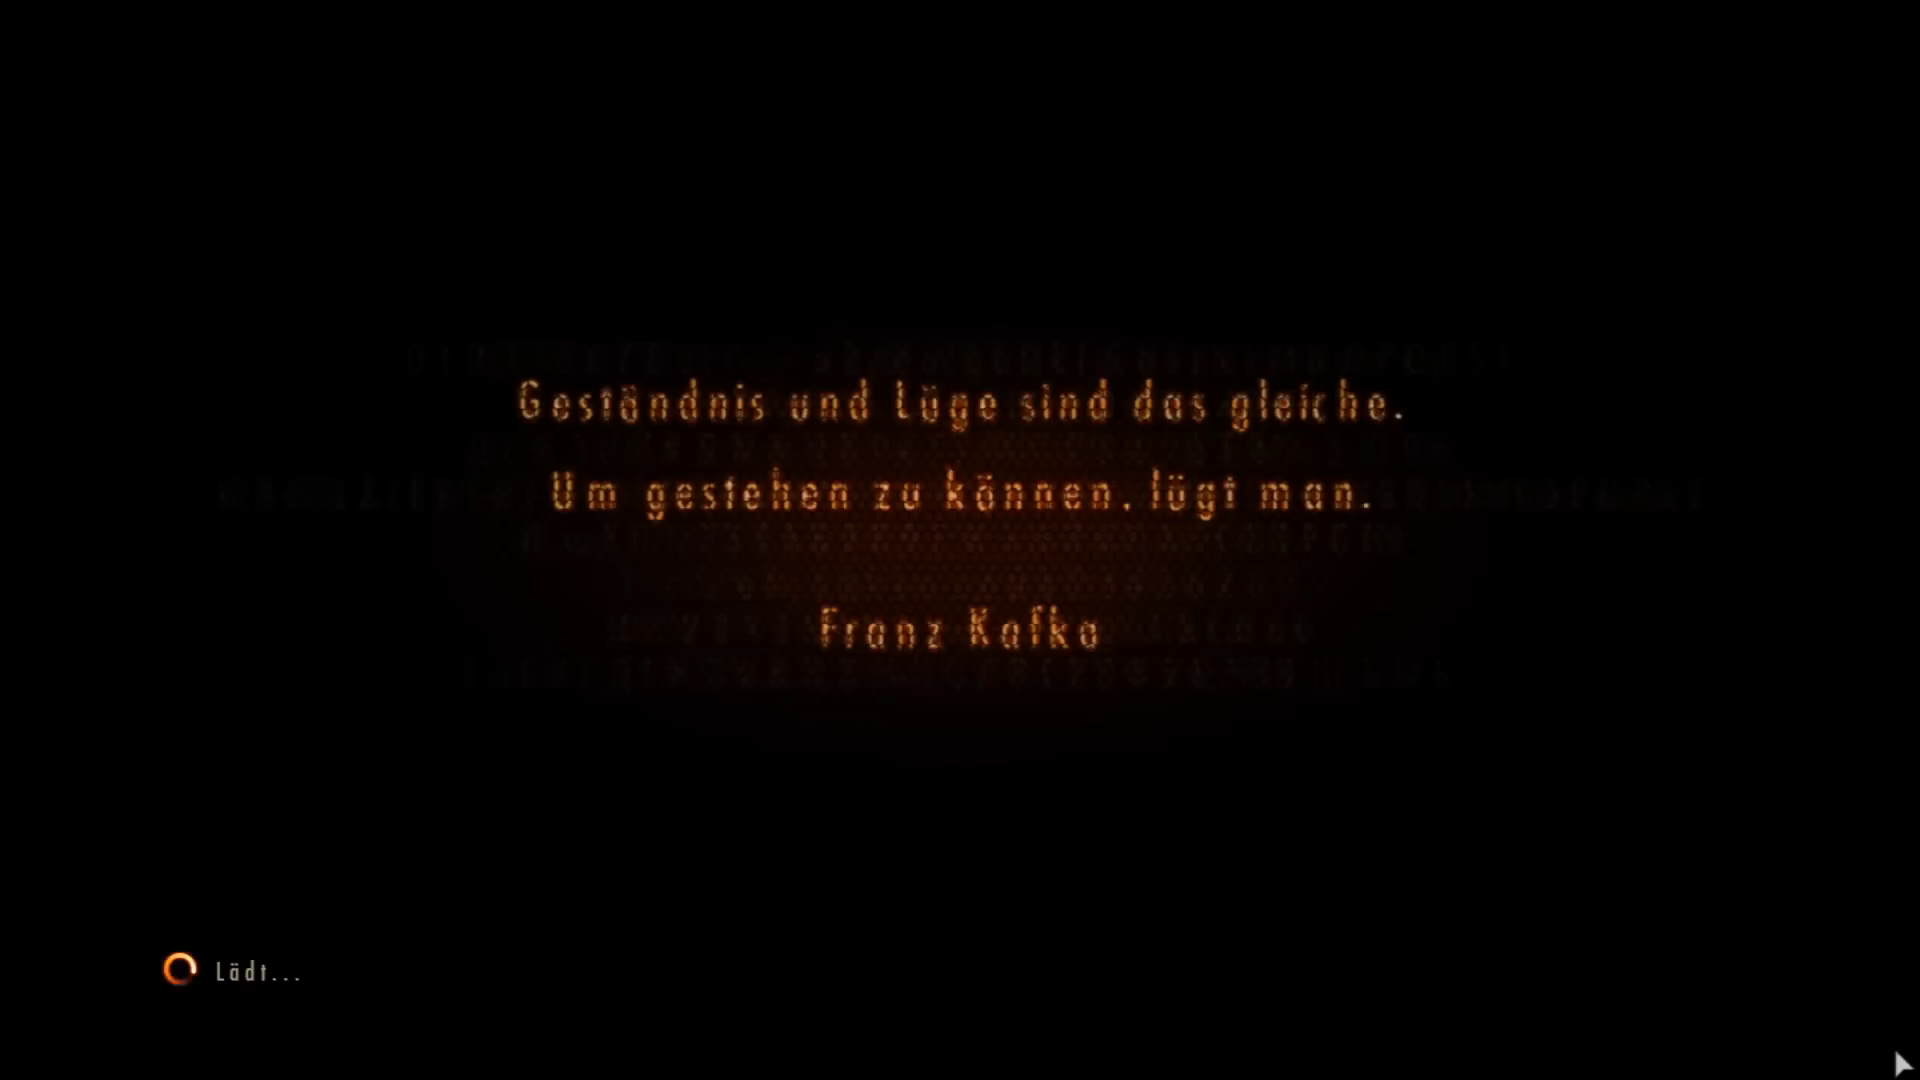 Geständnis und Lüge sind das gleiche.
Um gestehen zu können, lügt man.
Franz Kafka
Lädt...